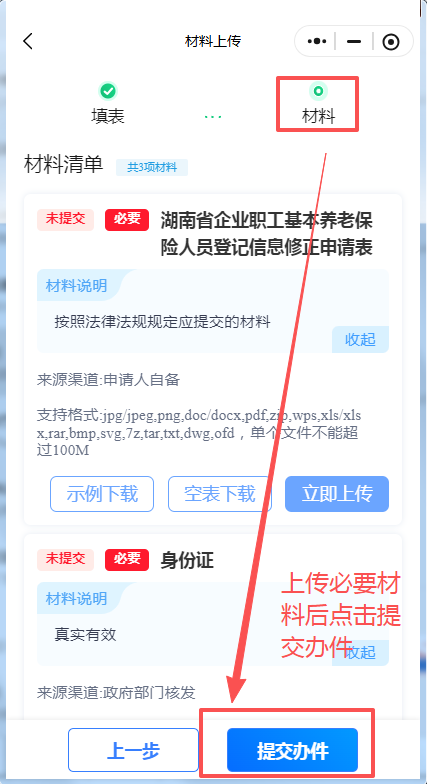 材料上传
填表
...
材料
材料清单 共3项材料
未提交 必要 湖南省企业职工基本养老保
险人员登记信息修正申请表
材料说明
按照法律法规规定应提交的材料
收起
来源渠道:申请人自备
支持格式:jpg/jpeg,png,doc/docx,pdf,zip,wps,xls/xls
x,rar,bmp,svg,7z,tar,txt,dwg,ofd，单个文件不能超
过100M
示例下载 空表下载 立即上传
未提交 必要 身份证
材料说明
真实有效
收起
来源渠道:政府部门核发
上传必要材
料后点击提
交办件
上一步 提交办件